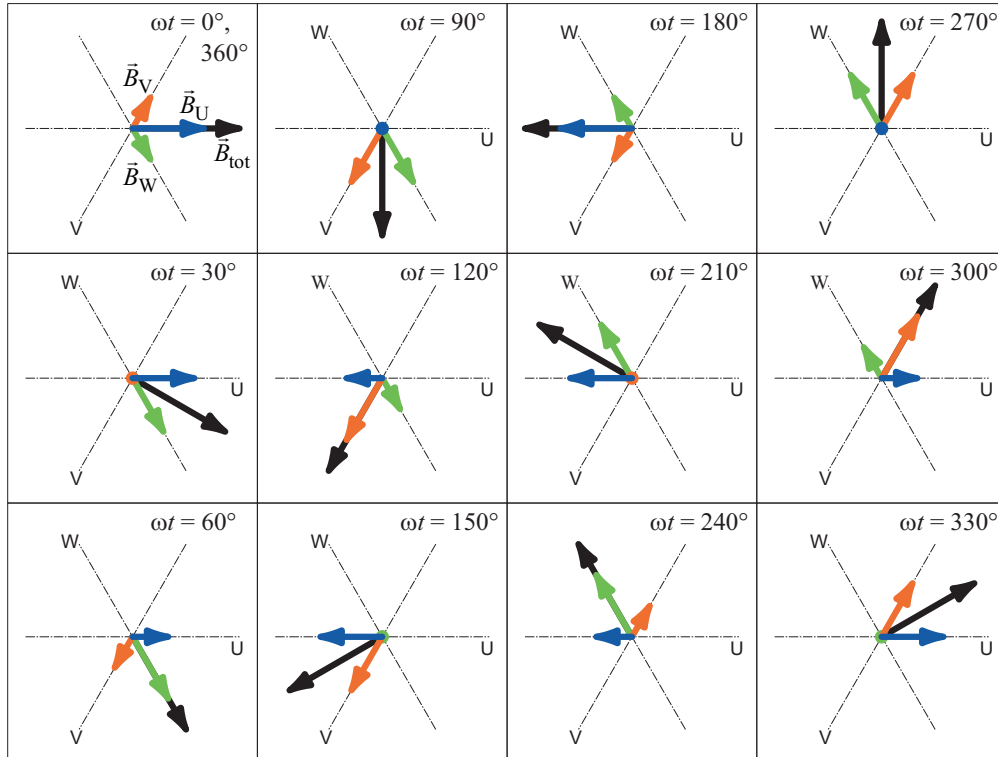 ωt = 0°,
360°
B⃗V
B⃗U
B⃗tot
B⃗W
U
V
ωt = 90°
W
U
ωt = 180°
U
ωt = 270°
W
U
ωt = 30°
W
U
V
ωt = 120°
W
U
ωt = 210°
W
U
ωt = 300°
W
U
V
ωt = 60°
W
U
V
ωt = 150°
W
U
V
ωt = 240°
U
ωt = 330°
W
U
V